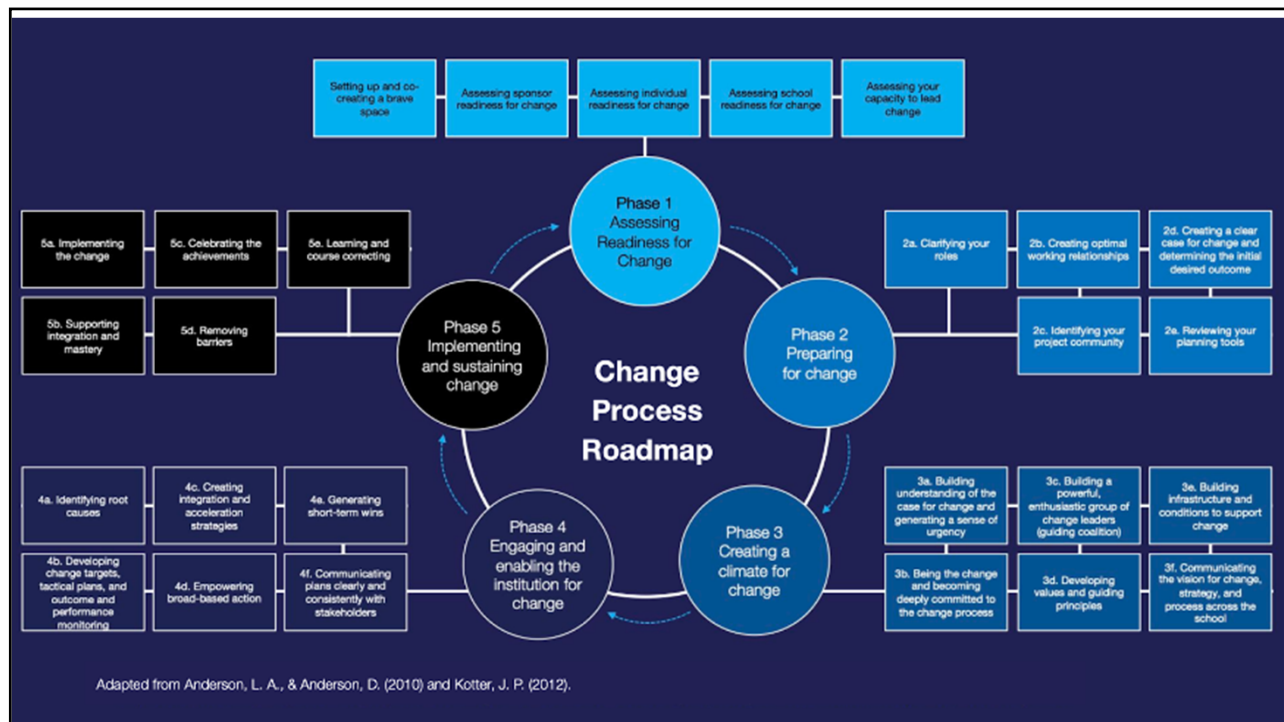 Setting up and co-
creating a brave
space
Assessing sponsor
readiness for change
Assessing individual
readiness for change
Assessing school
readiness for change
Assessing your
capacity to lead
change
Phase 1
Assessing
Readiness for
Change
5a. Implementing
the change
5c. Celebrating the
achievements
5e. Learning and
course correcting
5b. Supporting
integration and
mastery
5d. Removing
barriers
Phase 5
Implementing
and sustaining
change
2a. Clarifying your
roles
2b. Creating optimal
working relationships
2d. Creating a clear
case for change and
determining the initial
desired outcome
2c. Identifying your
project community
2e. Reviewing your
planning tools
Phase 2
Preparing
for change
Change
Process
Roadmap
4a. Identifying root
causes
4c. Creating
integration and
acceleration
strategies
4e. Generating
short-term wins
4b. Developing
change targets,
tactical plans, and
outcome and
performance
monitoring
4d. Empowering
broad-based action
4f. Communicating
plans clearly and
consistently with
stakeholders
Phase 4
Engaging and
enabling the
institution for
change
Phase 3
Creating a
climate for
change
3a. Building
understanding of the
case for change and
generating a sense of
urgency
3c. Building a
powerful,
enthusiastic group of
change leaders
(guiding coalition)
3e. Building
infrastructure and
conditions to support
change
3b. Being the change
and becoming
deeply committed to
the change process
3d. Developing
values and guiding
principles
3f. Communicating
the vision for change,
strategy, and
process across the
school
Adapted from Anderson, L. A., & Anderson, D. (2010) and Kotter, J. P. (2012).